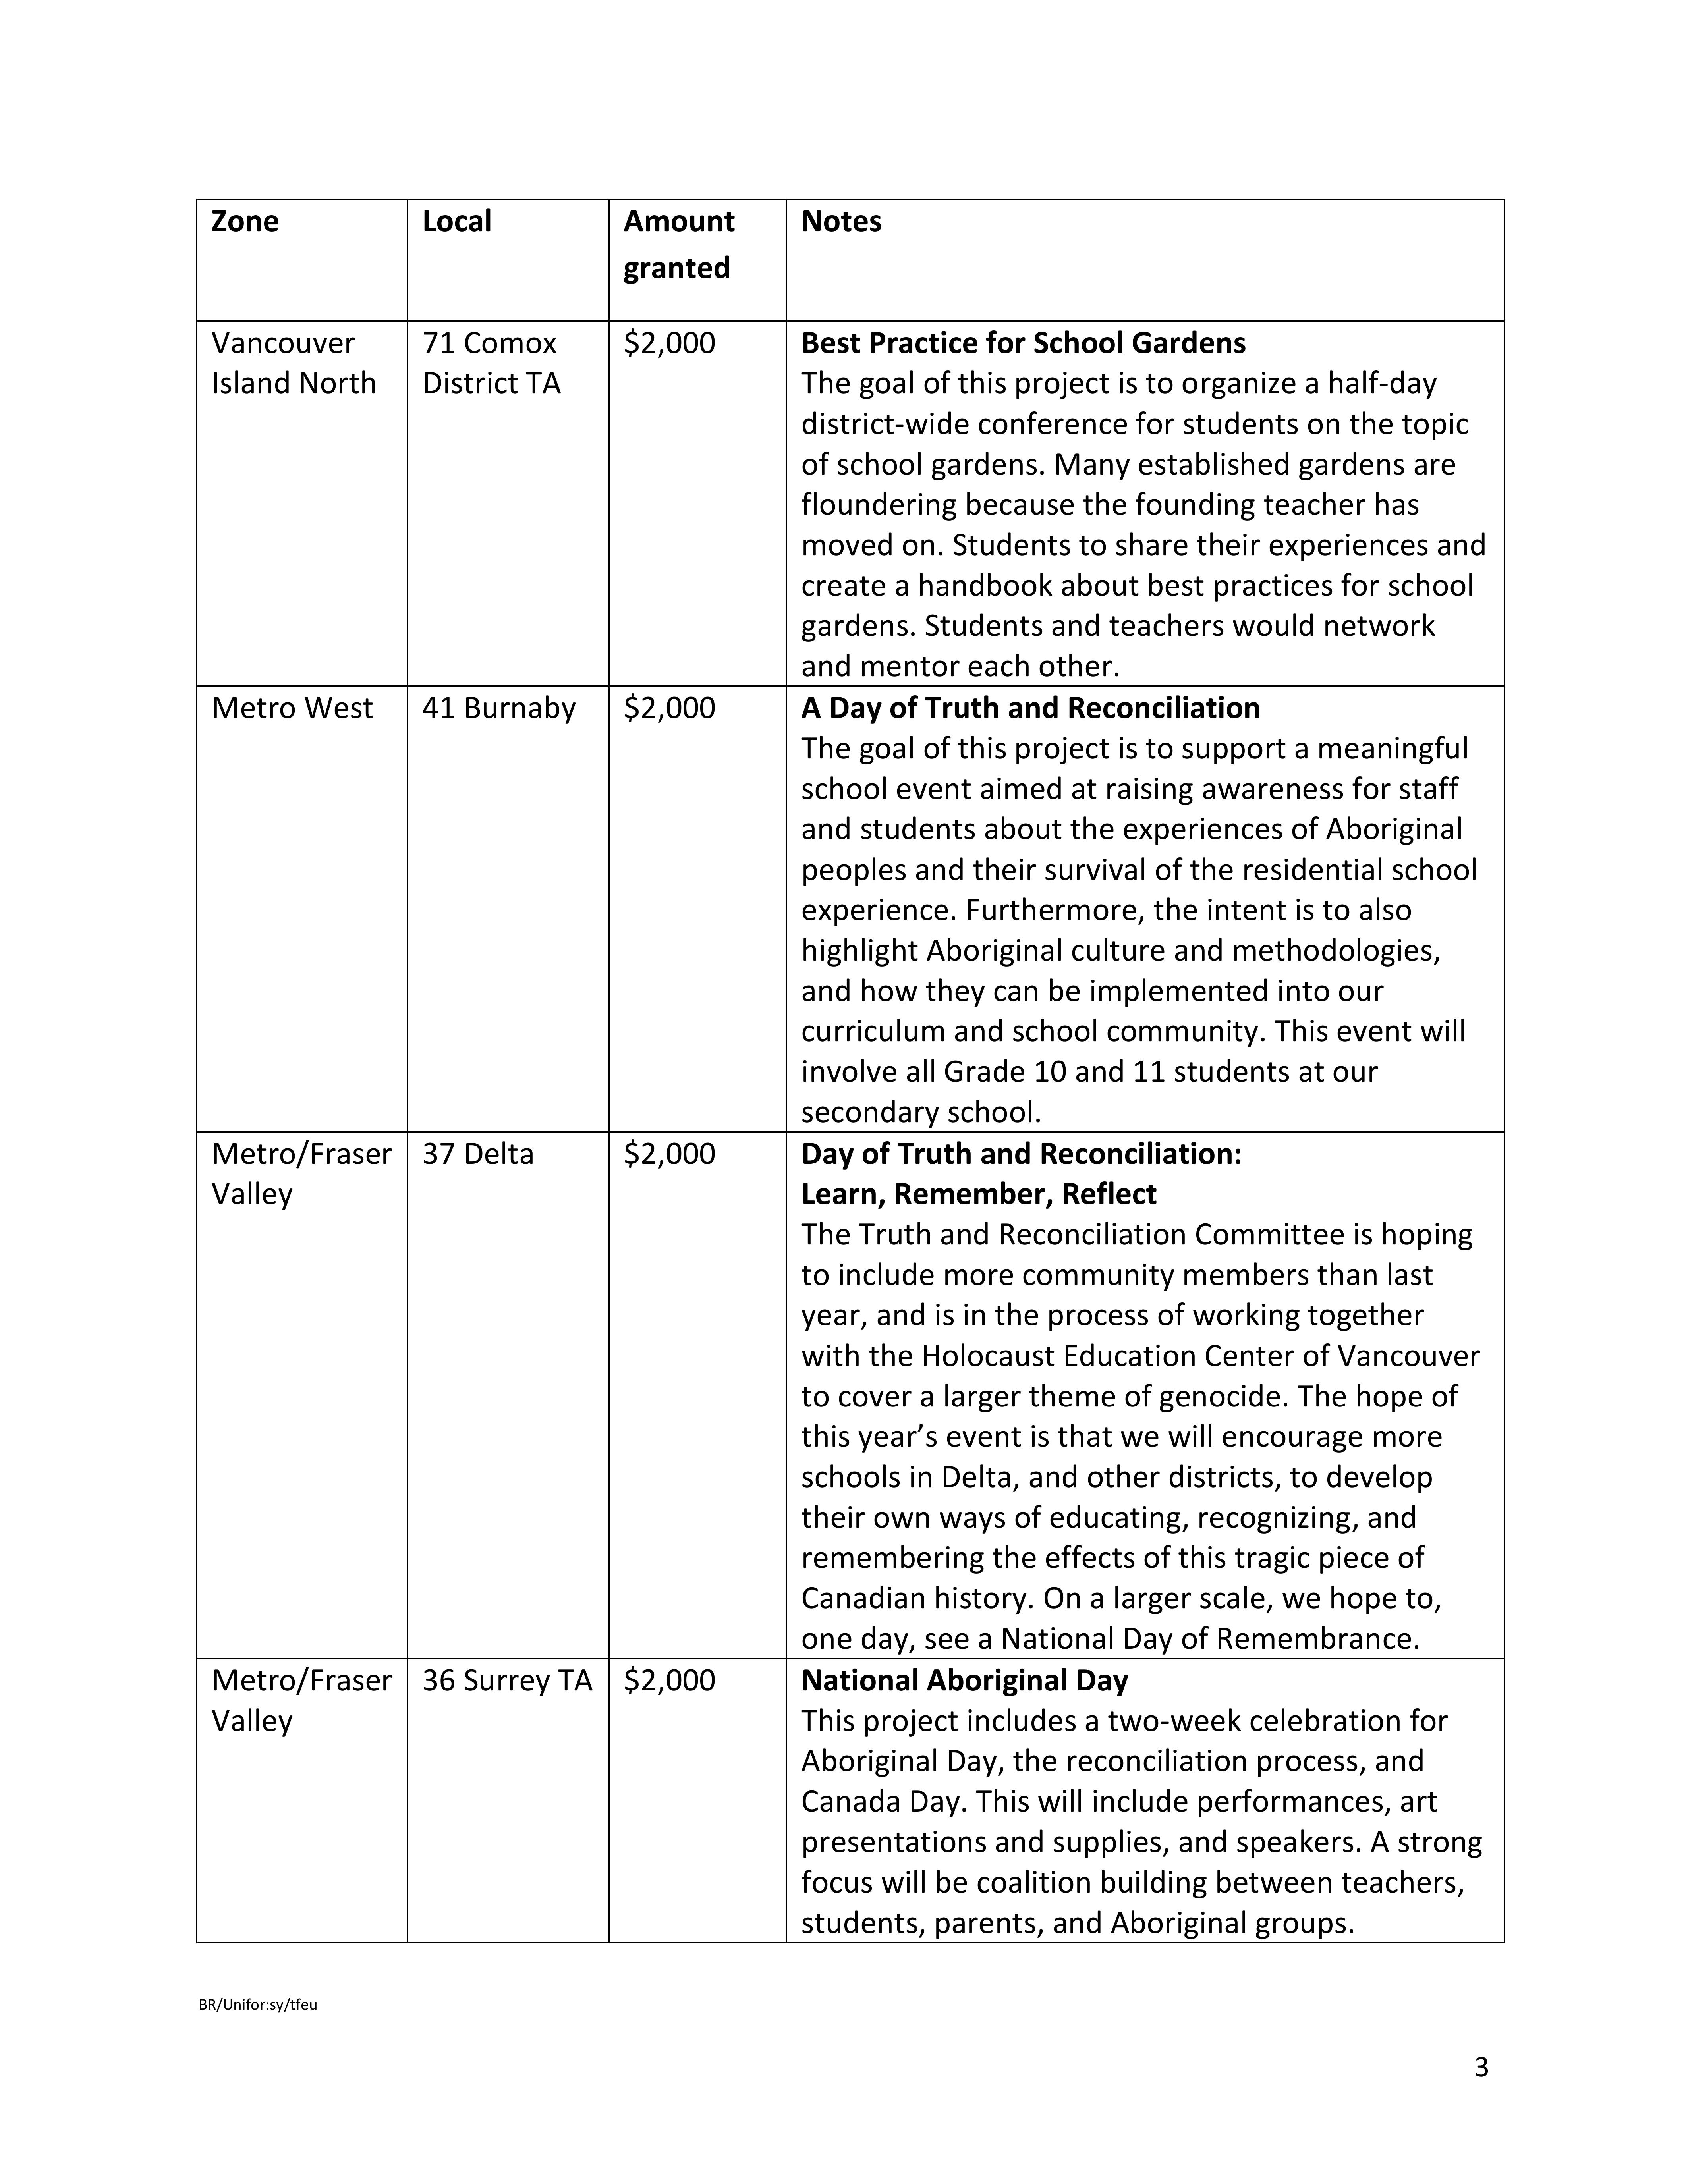 Zone
Local
Amount
granted
Notes
Vancouver
Island North
71 Comox
District TA
$2,000
Best Practice for School Gardens
The goal of this project is to organize a half-day
district-wide conference for students on the topic
of school gardens. Many established gardens are
floundering because the founding teacher has
moved on. Students to share their experiences and
create a handbook about best practices for school
gardens. Students and teachers would network
and mentor each other.
Metro West
41 Burnaby
$2,000
A Day of Truth and Reconciliation
The goal of this project is to support a meaningful
school event aimed at raising awareness for staff
and students about the experiences of Aboriginal
peoples and their survival of the residential school
experience. Furthermore, the intent is to also
highlight Aboriginal culture and methodologies,
and how they can be implemented into our
curriculum and school community. This event will
involve all Grade 10 and 11 students at our
secondary school.
Metro/Fraser
Valley
37 Delta
$2,000
Day of Truth and Reconciliation:
Learn, Remember, Reflect
The Truth and Reconciliation Committee is hoping
to include more community members than last
year, and is in the process of working together
with the Holocaust Education Center of Vancouver
to cover a larger theme of genocide. The hope of
this year’s event is that we will encourage more
schools in Delta, and other districts, to develop
their own ways of educating, recognizing, and
remembering the effects of this tragic piece of
Canadian history. On a larger scale, we hope to,
one day, see a National Day of Remembrance.
Metro/Fraser
Valley
36 Surrey TA
$2,000
National Aboriginal Day
This project includes a two-week celebration for
Aboriginal Day, the reconciliation process, and
Canada Day. This will include performances, art
presentations and supplies, and speakers. A strong
focus will be coalition building between teachers,
students, parents, and Aboriginal groups.
BR/Unifor:sy/tfeu
3